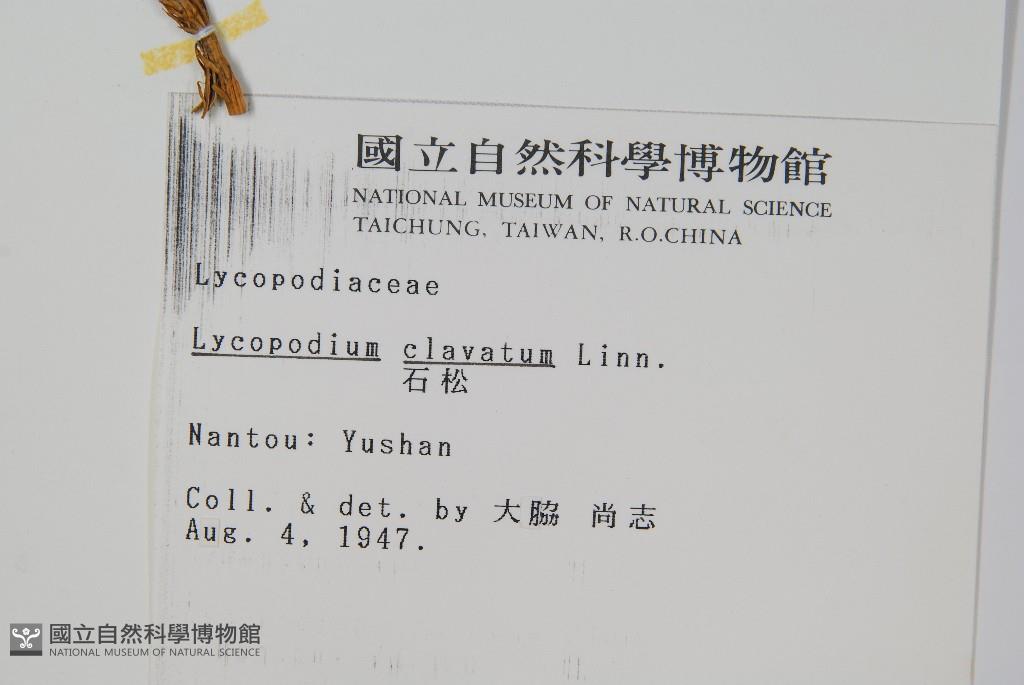 國立自然科學博物館
NATIONAL MUSEUM OF NATURAL SCIENCE
TAICHUNG, TAIWAN, R.O.CHINA
Lycopodiaceae
Lycopodium clavatum Linn.
石松
Nantou: Yushan
Coll. & det. by 大脇 尚志
Aug. 4, 1947.
國立自然科學博物館
NATIONAL MUSEUM OF NATURAL SCIENCE